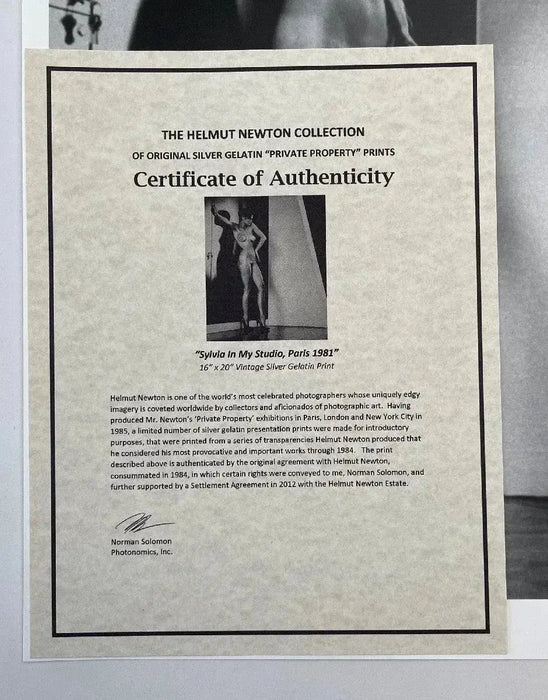 THE HELMUT NEWTON COLLECTION
OF ORIGINAL SILVER GELATIN "PRIVATE PROPERTY" PRINTS
Certificate of Authenticity
"Sylvia In My Studio, Paris 1981"
16" x 20" Vintage Silver Gelatin Print
Helmut Newton is one of the world's most celebrated photographers whose uniquely edgy
imagery is coveted worldwide by collectors and aficionados of photographic art. Having
produced Mr. Newton's 'Private Property' exhibitions in Paris, London and New York City in
1985, a limited number of silver gelatin presentation prints were made for introductory
purposes, that were printed from a series of transparencies Helmut Newton produced that
he considered his most provocative and important works through 1984. The print
described above is authenticated by the original agreement with Helmut Newton,
consummated in 1984, in which certain rights were conveyed to me, Norman Solomon, and
further supported by a Settlement Agreement in 2012 with the Helmut Newton Estate.
Norman Solomon
Photonomics, Inc.